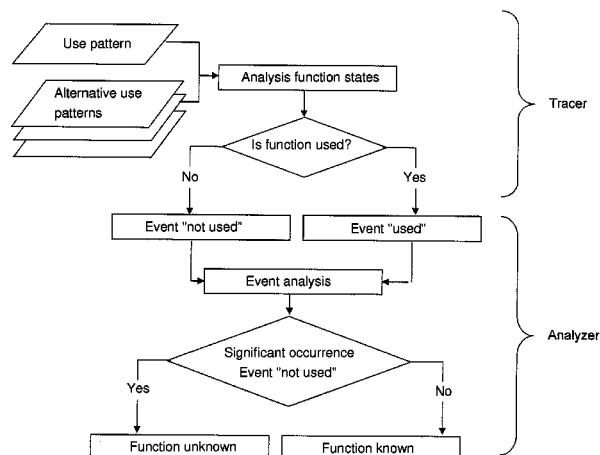 Use pattern
Alternative use
patterns
Analysis function states
Is function used?
No
Yes
Tracer
Event "not used"
Event "used"
Event analysis
Significant occurrence
Event "not used"
Yes
No
Analyzer
Function unknown
Function known